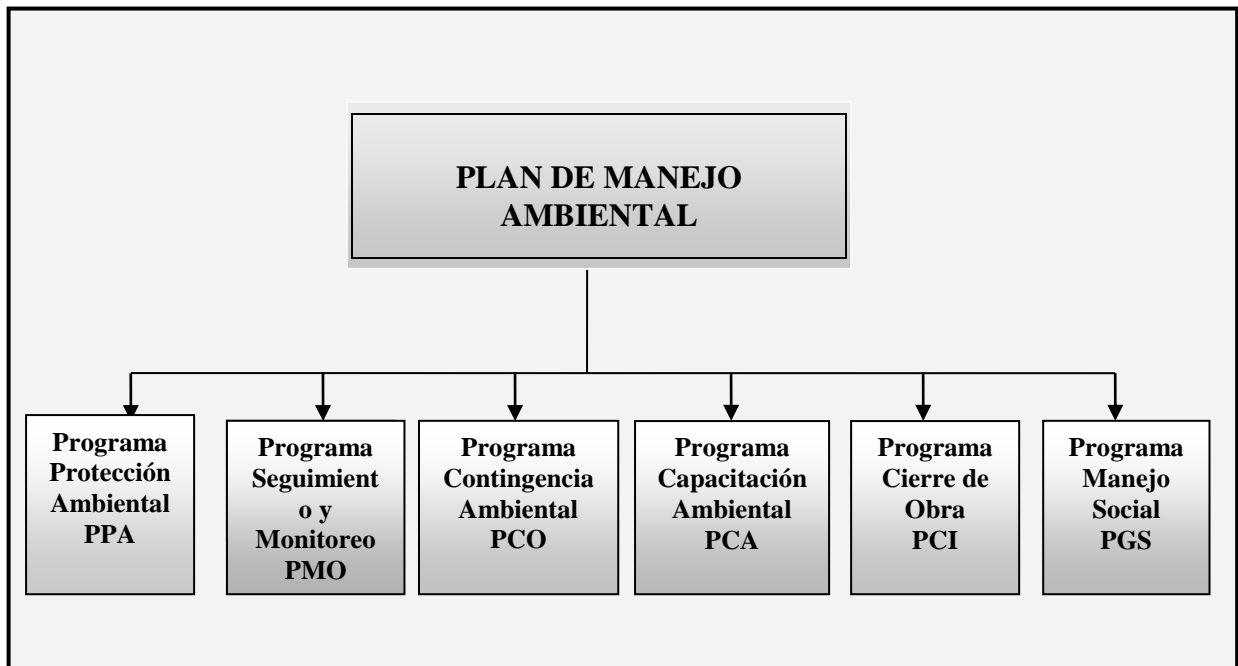 PLAN DE MANEJO
AMBIENTAL
Programa
Protección
Ambiental
PPA
Programa
Seguimient
o y
Monitoreo
PMO
Programa
Contingencia
Ambiental
PCO
Programa
Capacitación
Ambiental
PCA
Programa
Cierre de
Obra
PCI
Programa
Manejo
Social
PGS